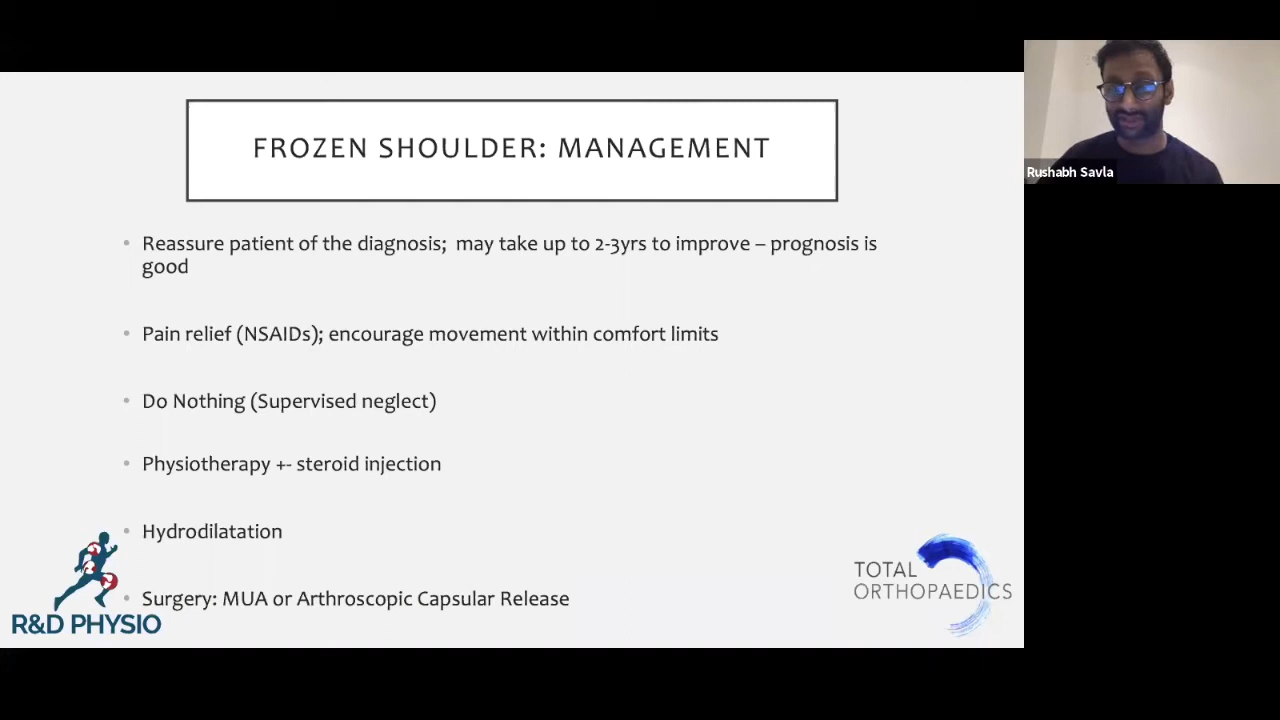 FROZEN SHOULDER: MANAGEMENT
Rushabh Savla
• Reassure patient of the diagnosis;  may take up to 2-3yrs to improve – prognosis is
good
• Pain relief (NSAIDs); encourage movement within comfort limits
• Do Nothing (Supervised neglect)
• Physiotherapy +- steroid injection
• Hydrodilatation
• Surgery: MUA or Arthroscopic Capsular Release
R&D PHYSIO
TOTAL
ORTHOPAEDICS